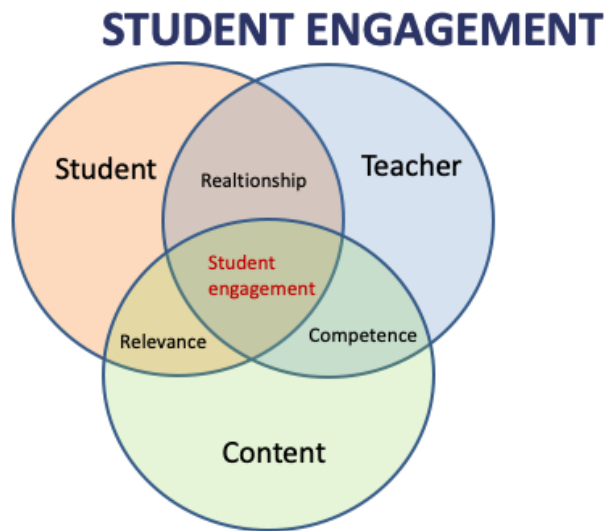 STUDENT ENGAGEMENT
Student
Teacher
Realtionship
Student
engagement
Relevance
Competence
Content